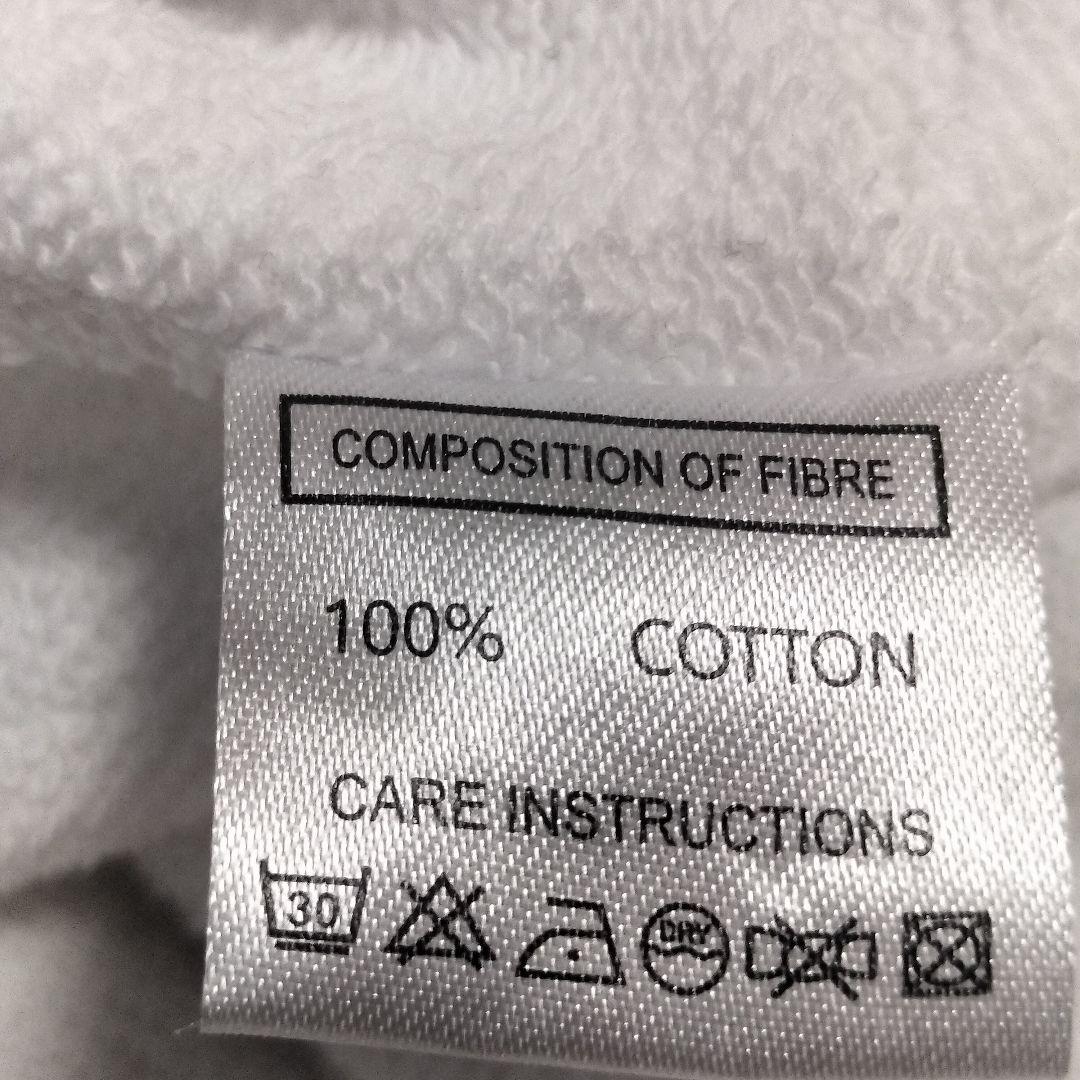 COMPOSITION OF FIBRE
100% COTTON
CARE INSTRUCTIONS
30 DRY